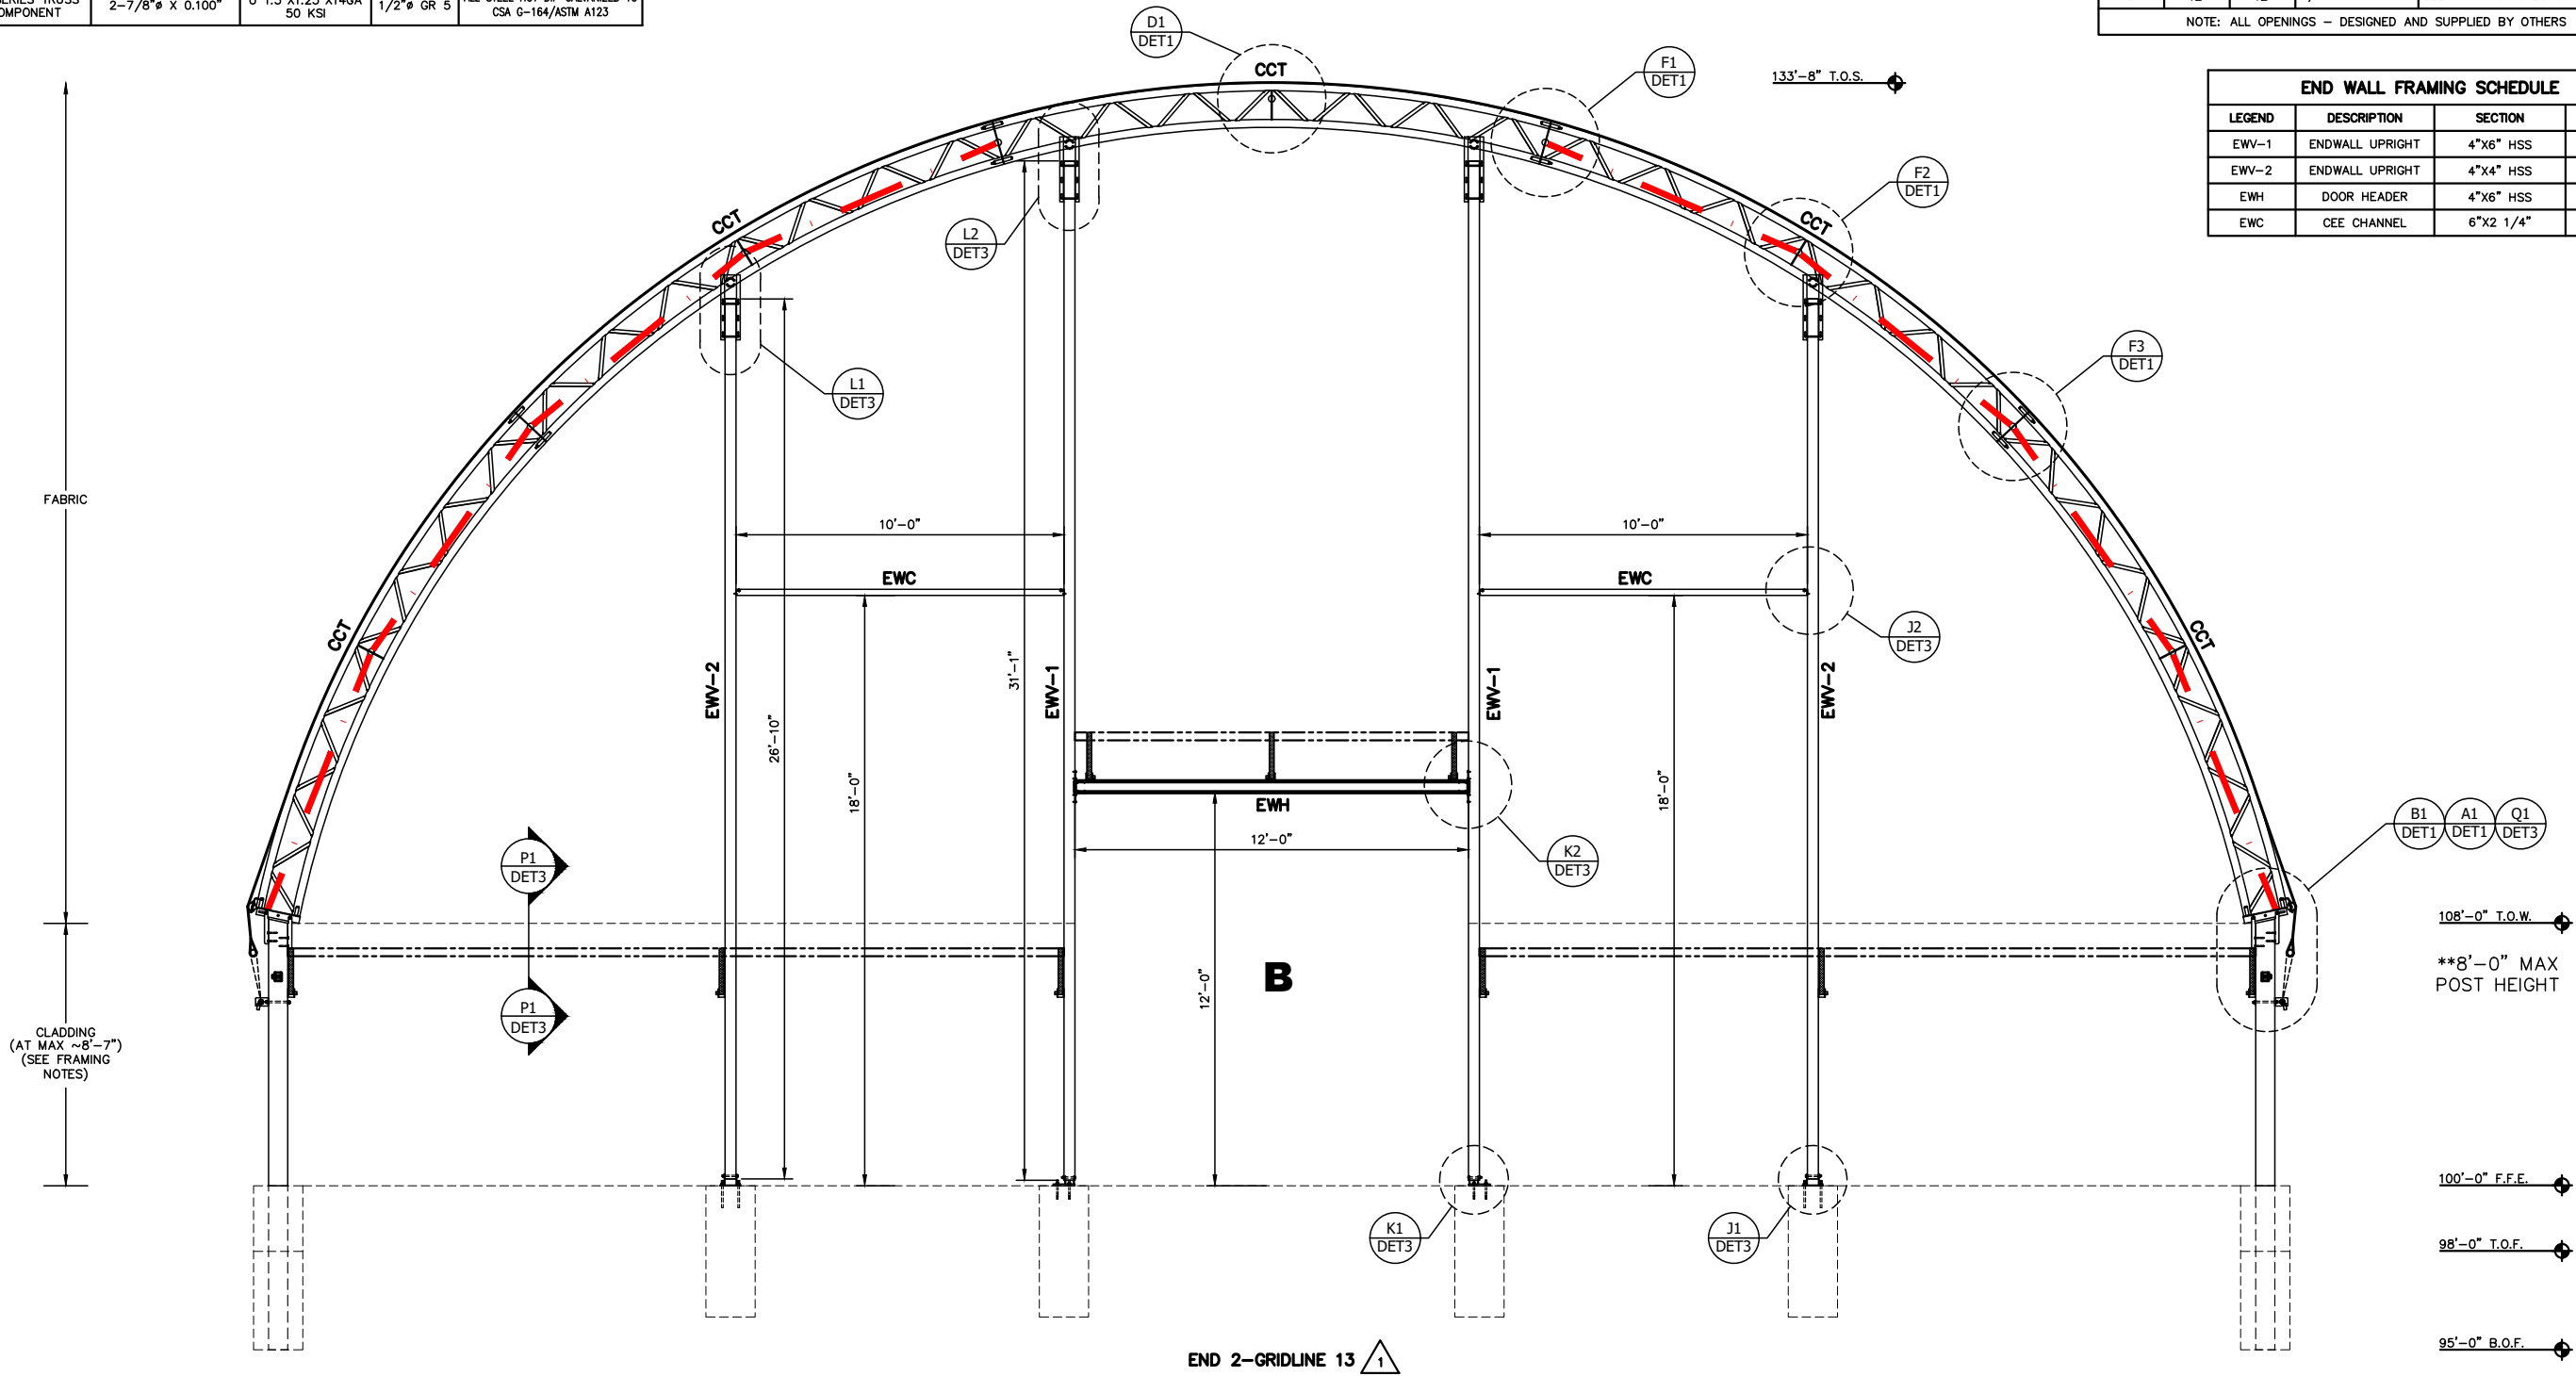 2-7/8"ø X 0.100"
50 KSI
1/2"ø GR 5
CSA G-164/ASTM A123
NOTE: ALL OPENINGS – DESIGNED AND SUPPLIED BY OTHERS
END WALL FRAMING SCHEDULE
LEGEND DESCRIPTION SECTION
EWV-1 ENDWALL UPRIGHT 4"X6" HSS
EWV-2 ENDWALL UPRIGHT 4"X4" HSS
EWH DOOR HEADER 4"X6" HSS
EWC CEE CHANNEL 6"X2 1/4"
D1
DET1
CCT
F1
DET1
133'-8" T.O.S.
F2
DET1
CCT
CCT
L2
DET3
F3
DET1
L1
DET3
FABRIC
10'-0"
10'-0"
EWC
EWC
J2
DET3
CCT
CCT
EWV-2
26'-10"
31'-1"
EWV-1
EWV-1
EWV-2
18'-0"
18'-0"
EWH
12'-0"
K2
DET3
P1
DET3
B1
DET1
A1
DET1
Q1
DET3
108'-0" T.O.W.
**8'-0" MAX
POST HEIGHT
B
12'-0"
P1
DET3
CLADDING
(AT MAX ~8'-7")
(SEE FRAMING
NOTES)
100'-0" F.F.E.
K1
DET3
J1
DET3
98'-0" T.O.F.
95'-0" B.O.F.
END 2-GRIDLINE 13
1